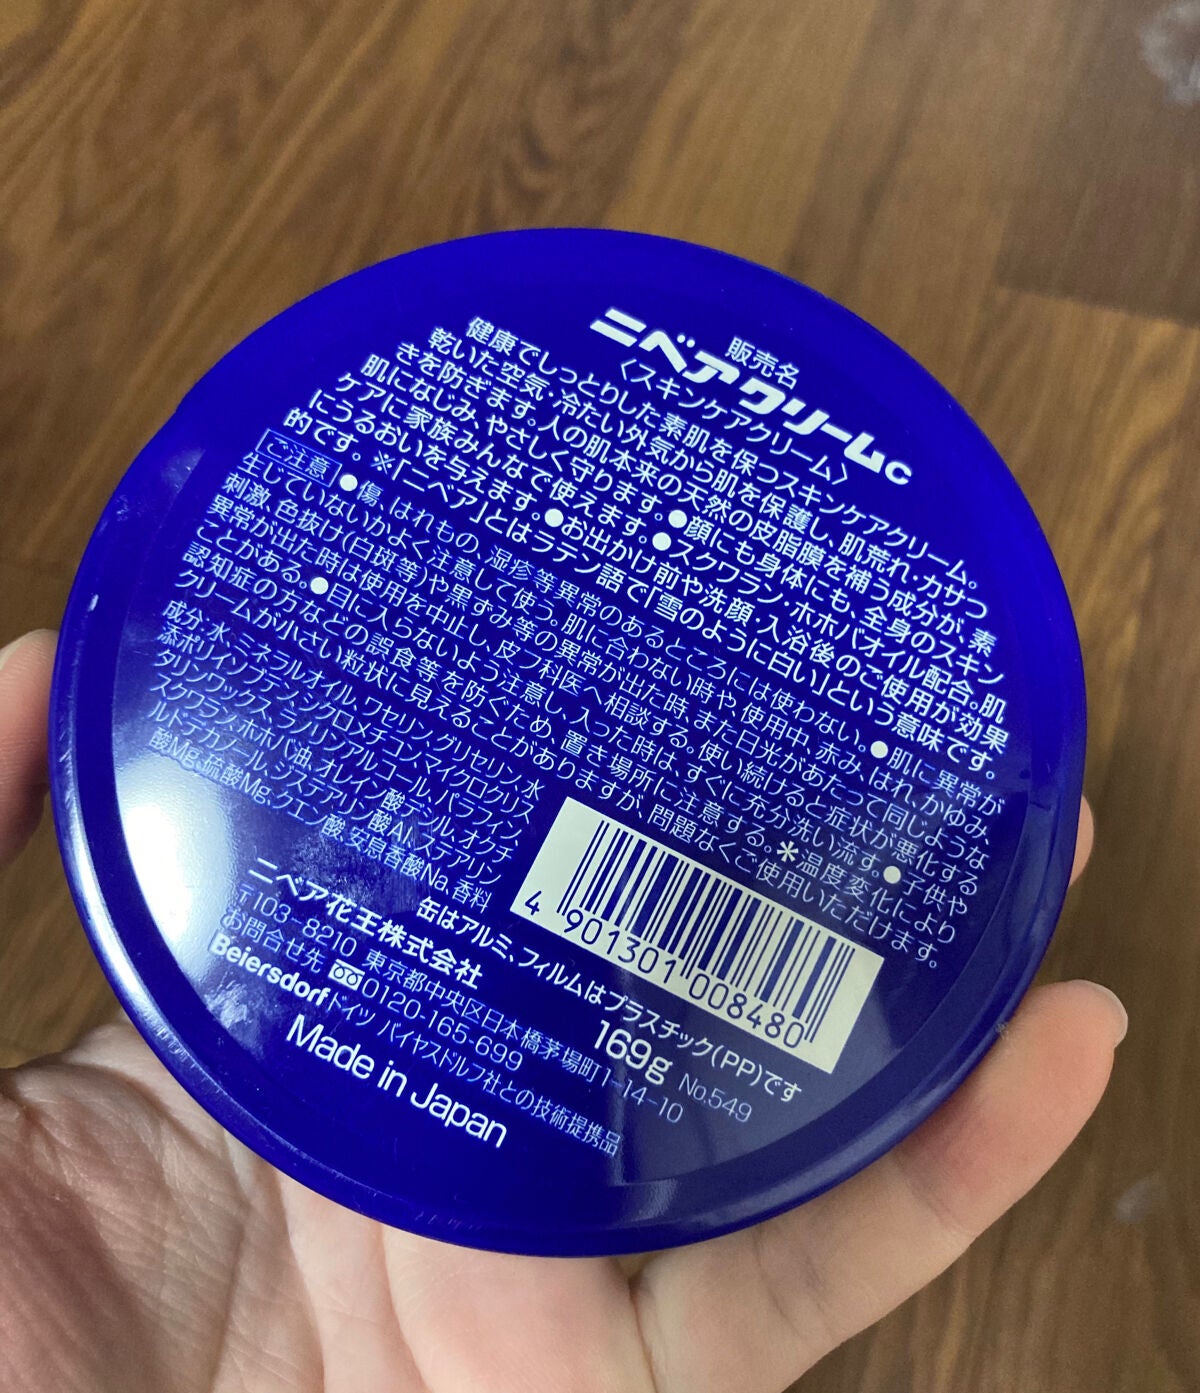 販売名
ニベアクリームc
〈スキンケアクリーム〉
健康でしっとりした素肌を保つスキンケアクリーム。
乾いた空気・冷たい外気から肌を保護し、肌荒れ・カサつ
きを防ぎます。人の肌本来の天然の皮脂膜を補う成分が、素
肌になじみ、やさしく守ります。●顔にも身体にも、全身のスキン
ケアに家族みんなで使えます。●スクワラン・ホホバオイル配合。肌
にうるおいを与えます。●お出かけ前や洗顔・入浴後のご使用が効果
的です。※「ニベア」とはラテン語で「雪のように白い」という意味です。
ご注意 ●傷、はれもの、湿疹等異常のあるところには使わない。●肌に異常が
生じていないかよく注意して使う。肌に合わない時や、使用中、赤み、はれ、かゆみ、
刺激、色抜け(白斑等)や黒ずみ等の異常が出た時、また日光があたって同じような
異常が出た時は使用を中止し、皮フ科医へ相談する。使い続けると症状が悪化する
ことがある。●目に入らないよう注意し、入った時は、すぐに充分洗い流す。●子供や
認知症の方などの誤食等を防ぐため、置き場所に注意する。＊温度変化により
クリームが小さい粒状に見えることがありますが、問題なくご使用いただけます。
成分:水、ミネラルオイル、ワセリン、グリセリン、水
添ポリイソブテン、シクロメチコン、マイクロクリス
タリンワックス、ラノリンアルコール、パラフィン、
スクワラン、ホホバ油、オレイン酸デシル、オクチ
ルドデカノール、ジステアリン酸Al、ステアリン
酸Mg、硫酸Mg、クエン酸、安息香酸Na、香料
缶はアルミ、フィルムはプラスチック(PP)です
4 901301 008480
169g No.549
ニベア花王株式会社
〒103-8210 東京都中央区日本橋茅場町1-14-10
お問合せ先 0120-165-699
Beiersdorfドイツ バイヤスドルフ社との技術提携品
Made in Japan